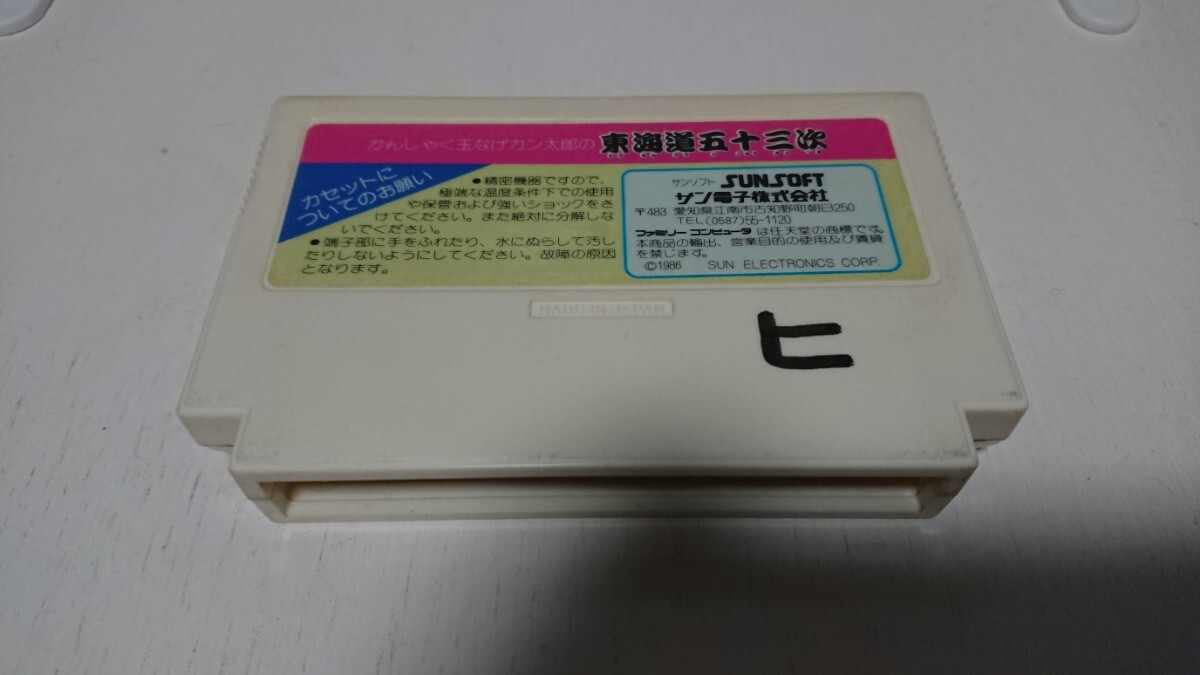 かんしゃく玉なげカン太郎の 東海道五十三次
カセットに
ついてのお願い
●精密機器ですので、
極端な温度条件下での使用
や保管および強いショックをさ
けてください。また絶対に分解しな
いでください。
●端子部に手をふれたり、水にぬらして汚し
たりしないようにしてください。故障の原因
となります。
サンソフト SUNSOFT
サン電子株式会社
〒483 愛知県江南市古知野町朝日250
TEL(0587)55-1120
ファミリー コンピュータ は任天堂の商標です。
本商品の輸出、営業目的の使用及び賃貸
を禁じます。
©1986 SUN ELECTRONICS CORP.
MADE IN JAPAN
ヒ